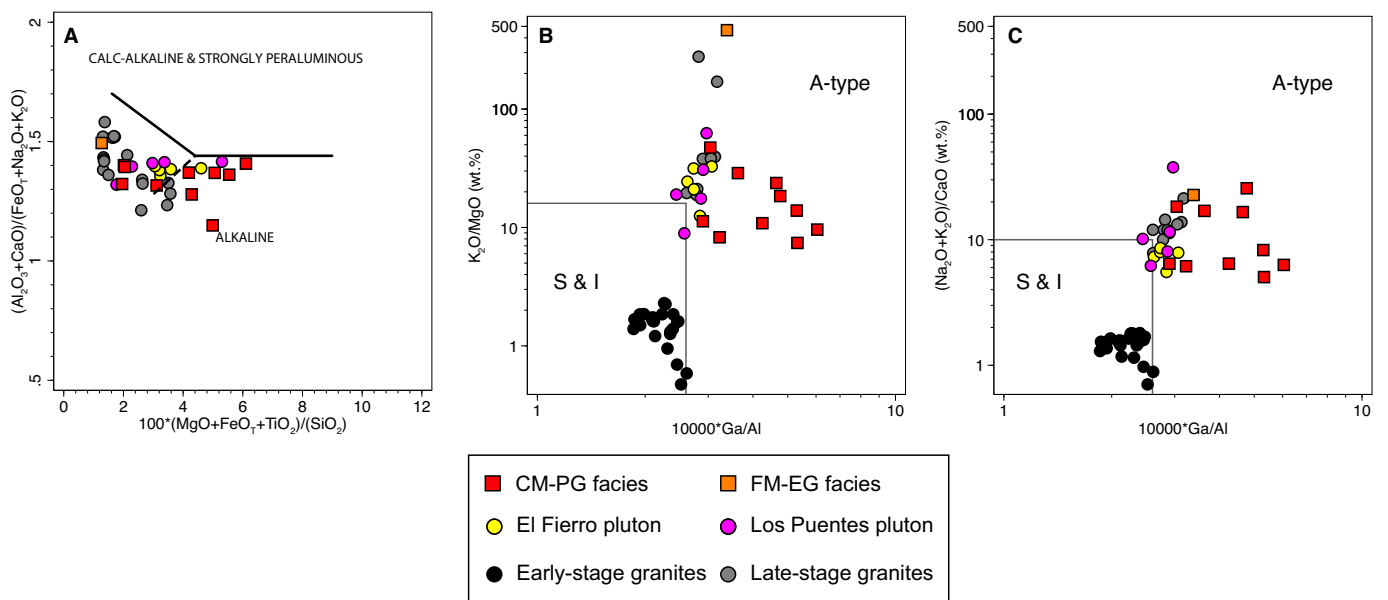 A
CALC-ALKALINE & STRONGLY PERALUMINOUS
ALKALINE
(Al₂O₃+CaO)/(FeO_T+Na₂O+K₂O)
2
1.5
1
.5
0 2 4 6 8 10 12
100*(MgO+FeO_T+TiO₂)/(SiO₂)
B
A-type
S & I
K₂O/MgO (wt.%)
500
100
10
1
1 10
10000*Ga/Al
C
A-type
S & I
(Na₂O+K₂O)/CaO (wt.%)
500
100
10
1
1 10
10000*Ga/Al
CM-PG facies FM-EG facies
El Fierro pluton Los Puentes pluton
Early-stage granites Late-stage granites